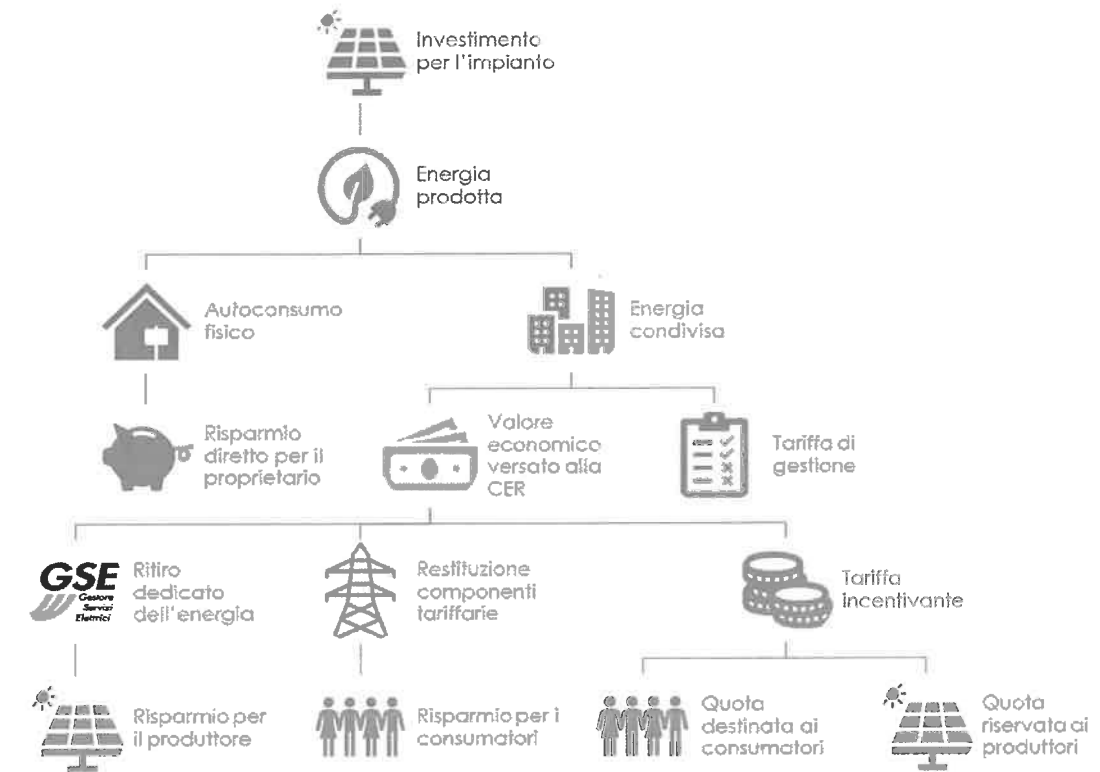 Investimento
per l'impianto
Energia
prodotta
Autoconsumo
fisico
Energia
condivisa
Risparmio
diretto per il
proprietario
Valore
economico
versato alla
CER
Tariffa di
gestione
GSE
Gestore
Servizi
Elettrici
Ritiro
dedicato
dell'energia
Restituzione
componenti
tariffarie
Tariffa
incentivante
Risparmio per
il produttore
Risparmio per i
consumatori
Quota
destinata ai
consumatori
Quota
riservata ai
produttori